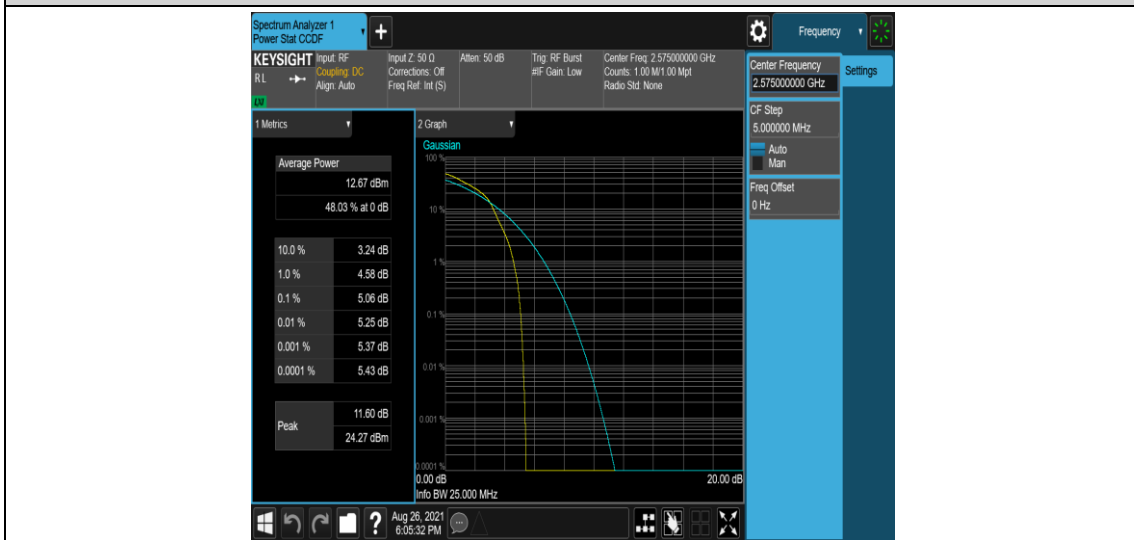 Spectrum Analyzer 1
Power Stat CCDF
Frequency
KEYSIGHT
RL
Input: RF
Coupling: DC
Align: Auto
Input Z: 50 Ω
Corrections: Off
Freq Ref: Int (S)
Atten: 50 dB
Trig: RF Burst
#IF Gain: Low
Center Freq: 2.575000000 GHz
Counts: 1.00 M/1.00 Mpt
Radio Std: None
Center Frequency
2.575000000 GHz
Settings
CF Step
5.000000 MHz
Auto
Man
Freq Offset
0 Hz
1 Metrics
Average Power
12.67 dBm
48.03 % at 0 dB
10.0 % 3.24 dB
1.0 % 4.58 dB
0.1 % 5.06 dB
0.01 % 5.25 dB
0.001 % 5.37 dB
0.0001 % 5.43 dB
Peak
11.60 dB
24.27 dBm
2 Graph
Gaussian
100 %
10 %
1 %
0.1 %
0.01 %
0.001 %
0.0001 %
0.00 dB 20.00 dB
Info BW 25.000 MHz
?
Aug 26, 2021
6:05:32 PM